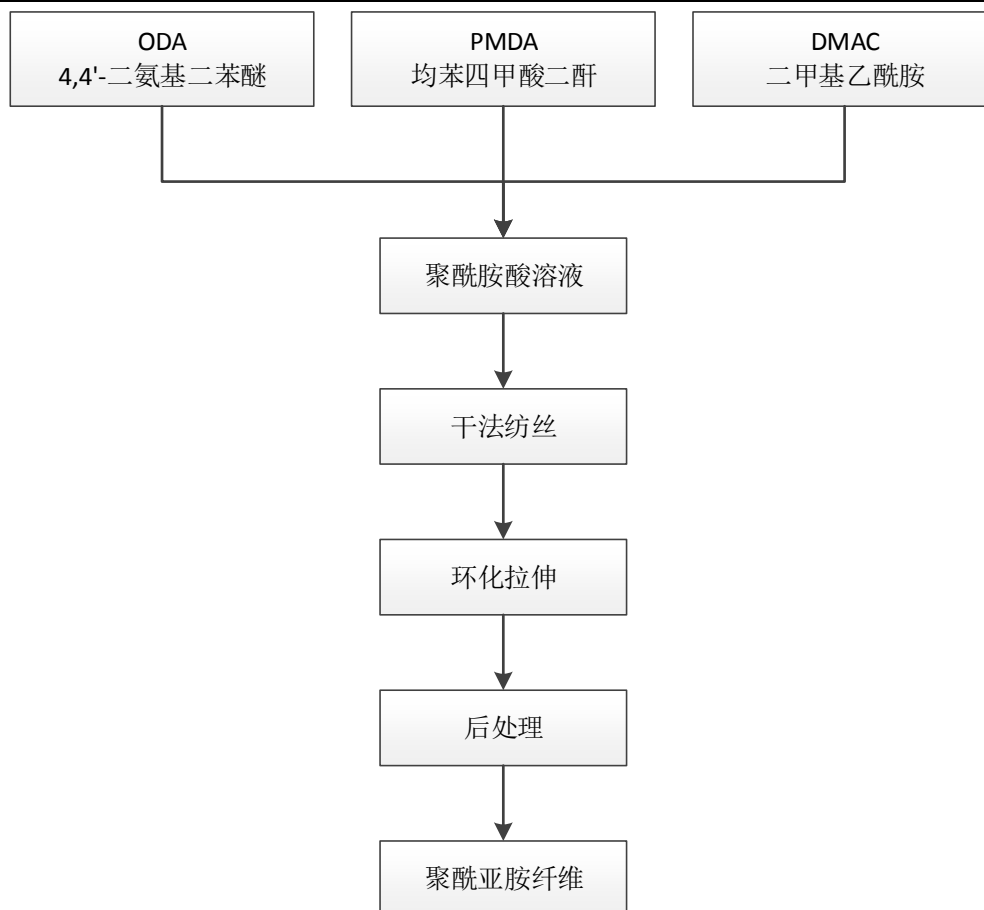 ODA
4,4'-二氨基二苯醚
PMDA
均苯四甲酸二酐
DMAC
二甲基乙酰胺
聚酰胺酸溶液
干法纺丝
环化拉伸
后处理
聚酰亚胺纤维